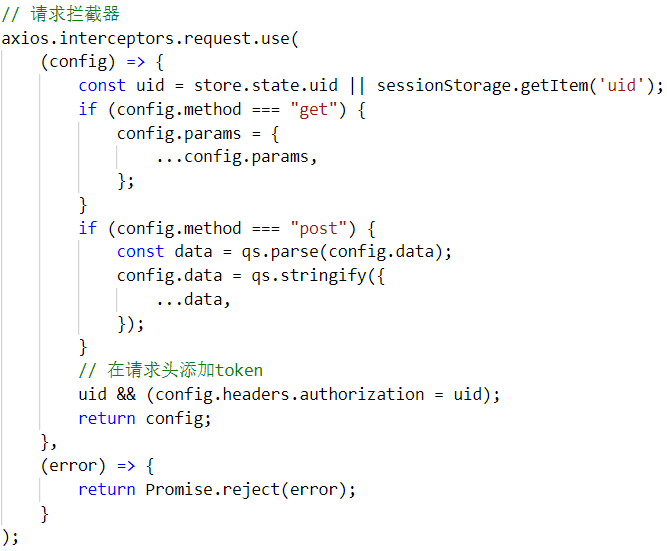 // 请求拦截器
axios.interceptors.request.use(
(config) => {
const uid = store.state.uid || sessionStorage.getItem('uid');
if (config.method === "get") {
config.params = {
...config.params,
};
}
if (config.method === "post") {
const data = qs.parse(config.data);
config.data = qs.stringify({
...data,
});
}
// 在请求头添加token
uid && (config.headers.authorization = uid);
return config;
},
(error) => {
return Promise.reject(error);
}
);